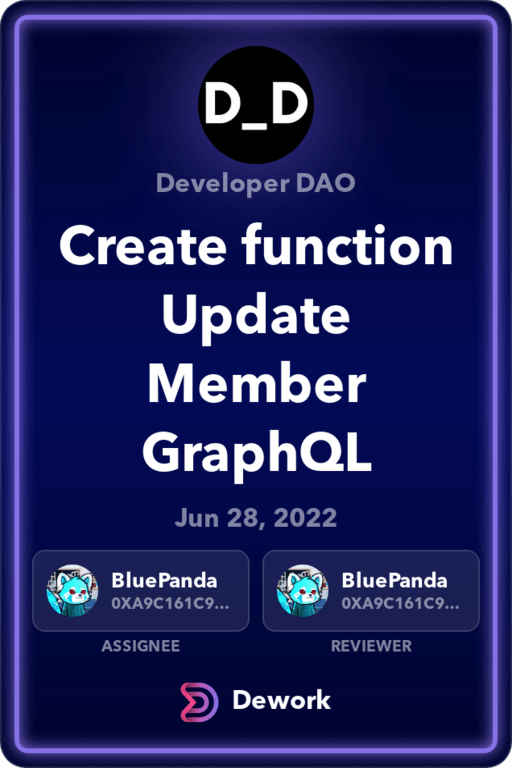 D_D
Developer DAO
Create function
Update
Member
GraphQL
Jun 28, 2022
BluePanda
0XA9C161C9...
ASSIGNEE
BluePanda
0XA9C161C9...
REVIEWER
Dework